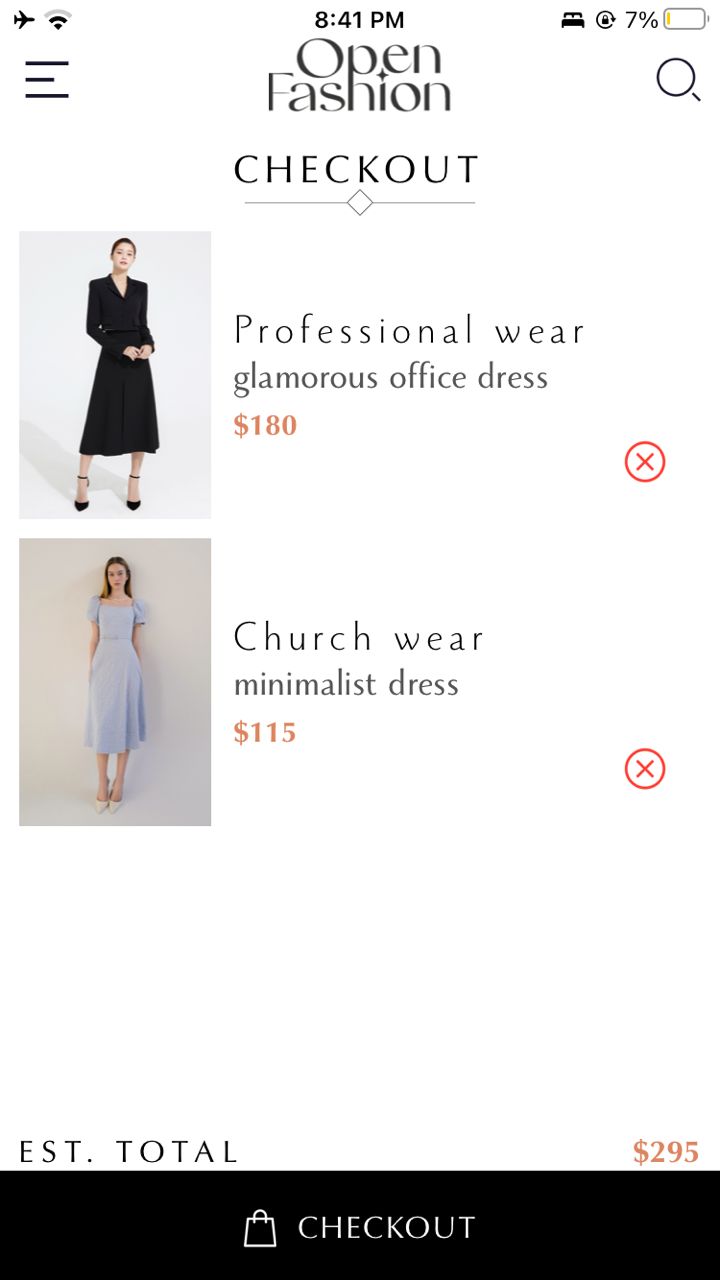 8:41 PM
7%
Open
Fashion
CHECKOUT
Professional wear
glamorous office dress
$180
Church wear
minimalist dress
$115
EST. TOTAL
$295
CHECKOUT